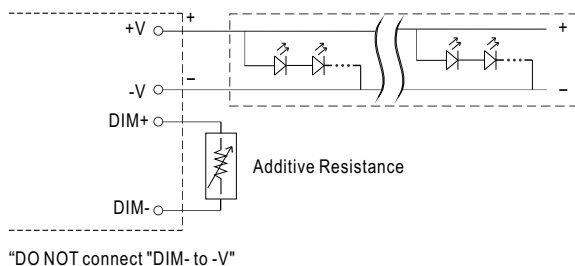 +V + +
-V − −
DIM+
Additive Resistance
DIM-
“DO NOT connect "DIM- to -V"